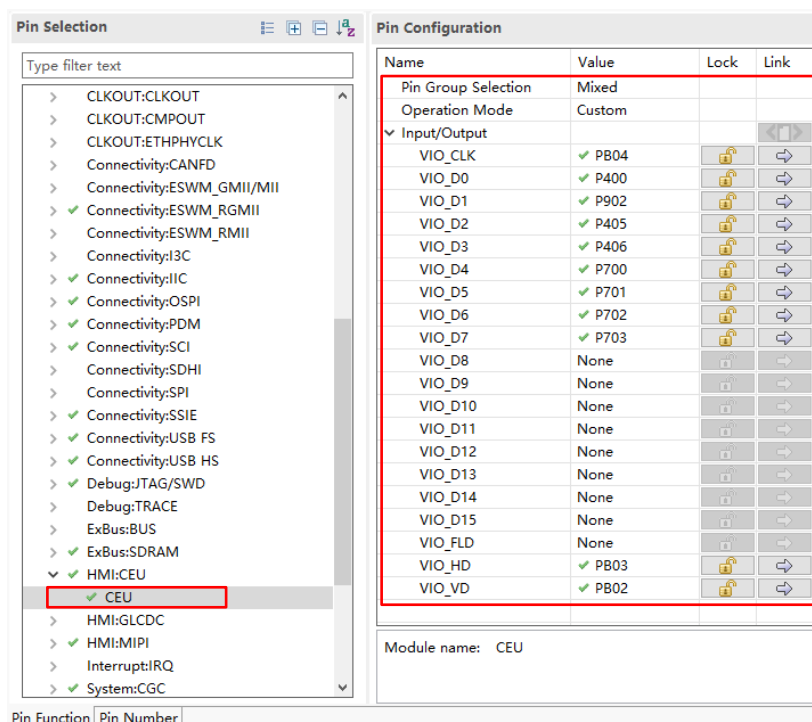 Pin Selection
Type filter text
CLKOUT:CLKOUT
CLKOUT:CMPOUT
CLKOUT:ETHPHYCLK
Connectivity:CANFD
Connectivity:ESWM_GMII/MII
Connectivity:ESWM_RGMII
Connectivity:ESWM_RMII
Connectivity:I3C
Connectivity:IIC
Connectivity:OSPI
Connectivity:PDM
Connectivity:SCI
Connectivity:SDHI
Connectivity:SPI
Connectivity:SSIE
Connectivity:USB FS
Connectivity:USB HS
Debug:JTAG/SWD
Debug:TRACE
ExBus:BUS
ExBus:SDRAM
HMI:CEU
CEU
HMI:GLCDC
HMI:MIPI
Interrupt:IRQ
System:CGC
Pin Function Pin Number
Pin Configuration
Name Value Lock Link
Pin Group Selection Mixed
Operation Mode Custom
Input/Output
VIO_CLK PB04
VIO_D0 P400
VIO_D1 P902
VIO_D2 P405
VIO_D3 P406
VIO_D4 P700
VIO_D5 P701
VIO_D6 P702
VIO_D7 P703
VIO_D8 None
VIO_D9 None
VIO_D10 None
VIO_D11 None
VIO_D12 None
VIO_D13 None
VIO_D14 None
VIO_D15 None
VIO_FLD None
VIO_HD PB03
VIO_VD PB02
Module name: CEU